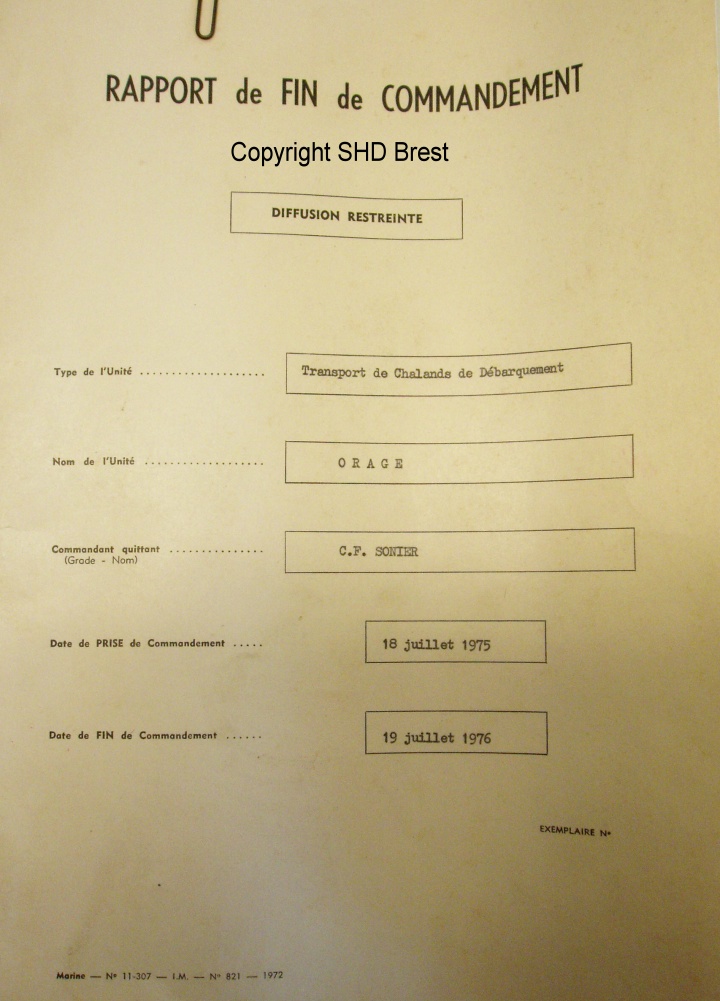 RAPPORT de FIN de COMMANDEMENT
Copyright SHD Brest
DIFFUSION RESTREINTE
Type de l'Unité .................... Transport de Chalands de Débarquement
Nom de l'Unité ................... O R A G E
Commandant quittant ............... C.F. SONIER
(Grade - Nom)
Date de PRISE de Commandement ..... 18 juillet 1975
Date de FIN de Commandement ...... 19 juillet 1976
EXEMPLAIRE N°
Marine — N° 11-307 — I.M. — N° 821 — 1972